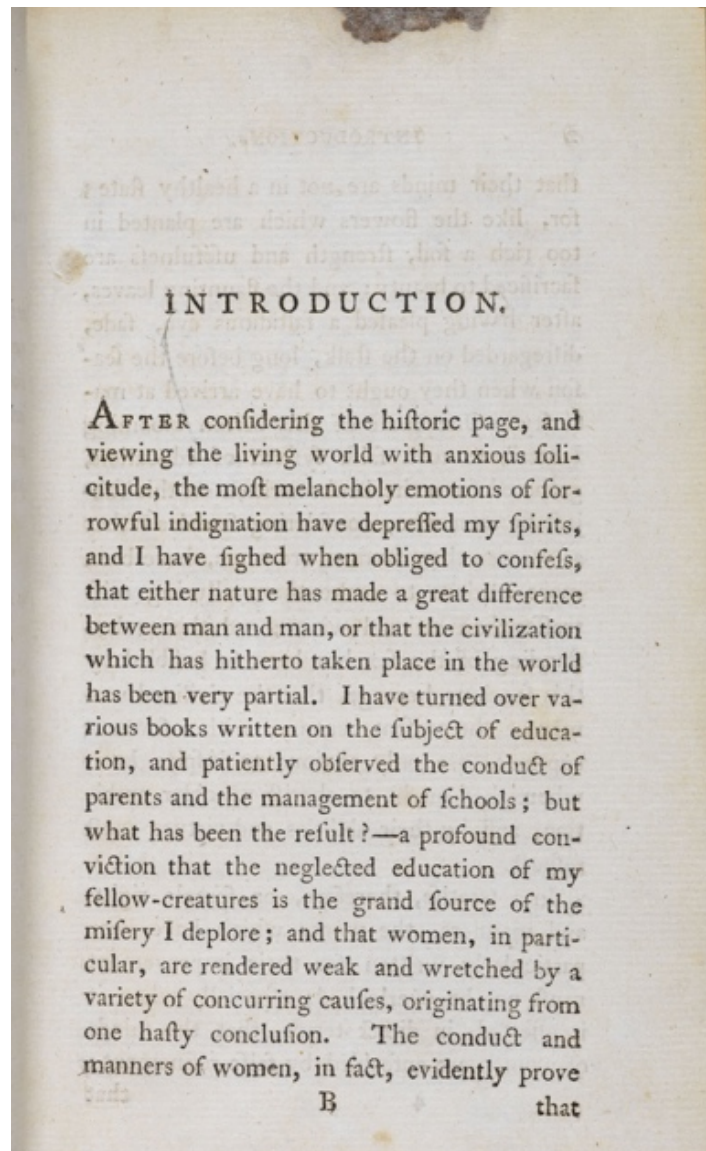 INTRODUCTION.
AFTER conſidering the hiſtoric page, and
viewing the living world with anxious ſoli-
citude, the moſt melancholy emotions of ſor-
rowful indignation have depreſſed my ſpirits,
and I have ſighed when obliged to confeſs,
that either nature has made a great difference
between man and man, or that the civilization
which has hitherto taken place in the world
has been very partial. I have turned over va-
rious books written on the ſubject of educa-
tion, and patiently obſerved the conduct of
parents and the management of ſchools; but
what has been the reſult?—a profound con-
viction that the neglected education of my
fellow-creatures is the grand ſource of the
miſery I deplore; and that women, in parti-
cular, are rendered weak and wretched by a
variety of concurring cauſes, originating from
one haſty concluſion. The conduct and
manners of women, in fact, evidently prove
B that